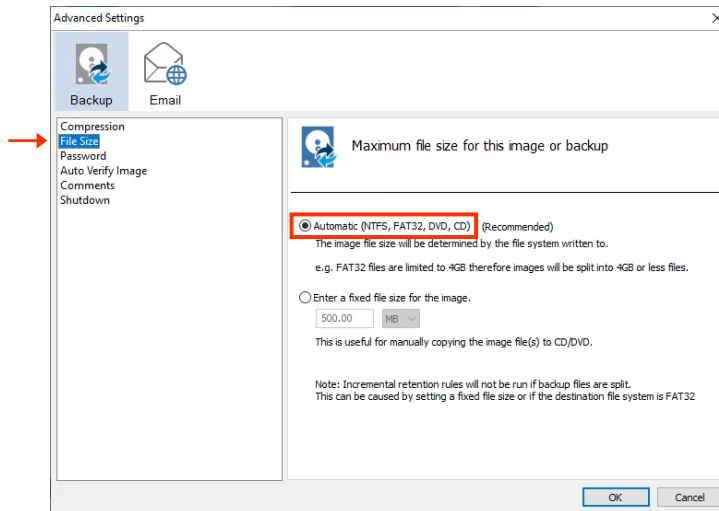 Advanced Settings
Backup
Email
Compression
File Size
Password
Auto Verify Image
Comments
Shutdown
Maximum file size for this image or backup
Automatic (NTFS, FAT32, DVD, CD) (Recommended)
The image file size will be determined by the file system written to.
e.g. FAT32 files are limited to 4GB therefore images will be split into 4GB or less files.
Enter a fixed file size for the image.
500.00 MB
This is useful for manually copying the image file(s) to CD/DVD.
Note: Incremental retention rules will not be run if backup files are split.
This can be caused by setting a fixed file size or if the destination file system is FAT32
OK
Cancel